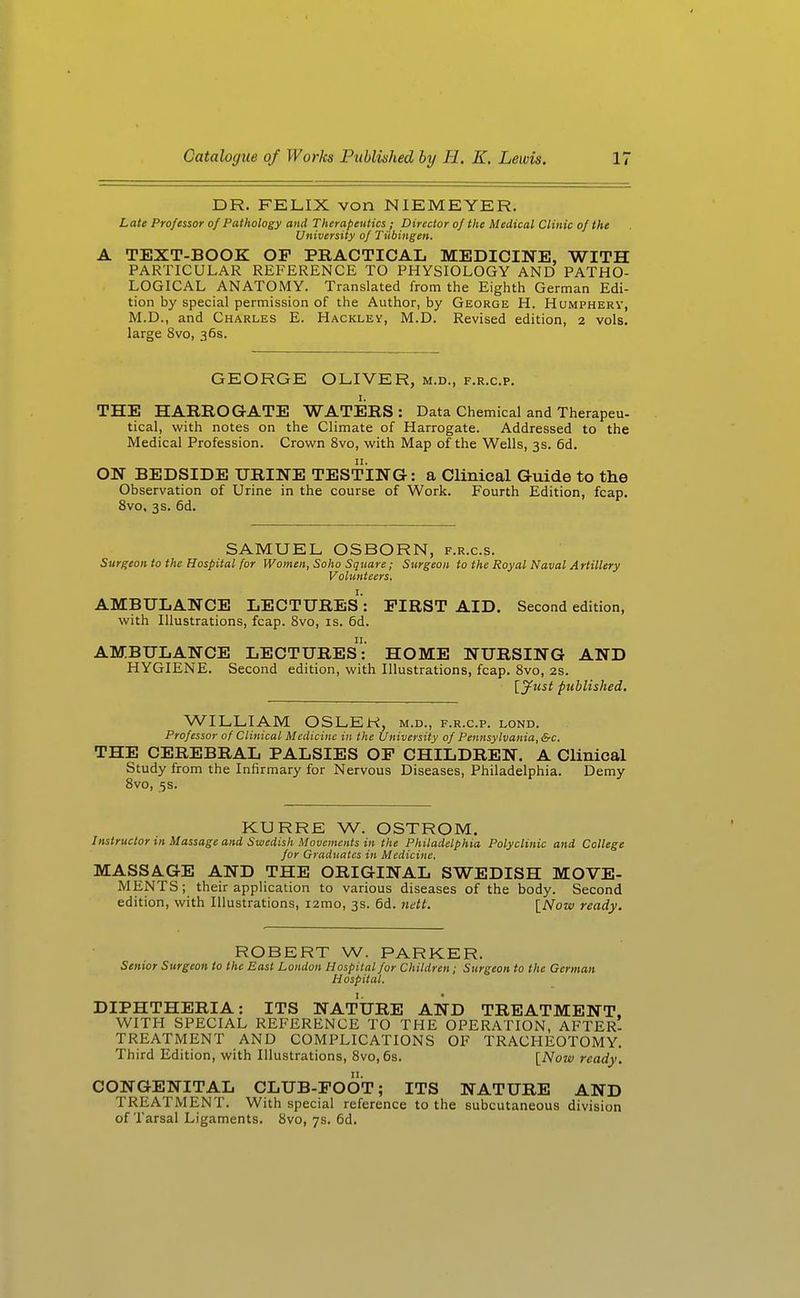 Catalogue of Works Published by H. K. Lewis. 17
DR. FELIX von NIEMEYER.
Late Professor of Pathology and Therapeutics; Director of the Medical Clinic of the
University of Tübingen.
A TEXT-BOOK OF PRACTICAL MEDICINE, WITH
PARTICULAR REFERENCE TO PHYSIOLOGY AND PATHO-
LOGICAL ANATOMY. Translated from the Eighth German Edi-
tion by special permission of the Author, by George H. Humphery,
M.D., and Charles E. Hackley, M.D. Revised edition, 2 vols.
large 8vo, 36s.
GEORGE OLIVER, M.D., F.R.C.P.
I.
THE HARROGATE WATERS: Data Chemical and Therapeu-
tical, with notes on the Climate of Harrogate. Addressed to the
Medical Profession. Crown 8vo, with Map of the Wells, 3s. 6d.
II.
ON BEDSIDE URINE TESTING: a Clinical Guide to the
Observation of Urine in the course of Work. Fourth Edition, fcap.
8vo, 3s. 6d.
SAMUEL OSBORN, F.R.C.S.
Surgeon to the Hospital for Women, Soho Square; Surgeon to the Royal Naval Artillery
Volunteers.
I.
AMBULANCE LECTURES: FIRST AID. Second edition,
with Illustrations, fcap. 8vo, 1s. 6d.
II.
AMBULANCE LECTURES: HOME NURSING AND
HYGIENE. Second edition, with Illustrations, fcap. 8vo, 2s.
[Just published.
WILLIAM OSLER, M.D., F.R.C.P. LOND.
Professor of Clinical Medicine in the University of Pennsylvania, &c.
THE CEREBRAL PALSIES OF CHILDREN. A Clinical
Study from the Infirmary for Nervous Diseases, Philadelphia. Demy
8vo, 5s.
KURRE W. OSTROM.
Instructor in Massage and Swedish Movements in the Philadelphia Polyclinic and College
for Graduates in Medicine.
MASSAGE AND THE ORIGINAL SWEDISH MOVE-
MENTS; their application to various diseases of the body. Second
edition, with Illustrations, 12mo, 3s. 6d. nett. [Now ready.
ROBERT W. PARKER.
Senior Surgeon to the East London Hospital for Children; Surgeon to the German
Hospital.
I.
DIPHTHERIA: ITS NATURE AND TREATMENT,
WITH SPECIAL REFERENCE TO THE OPERATION, AFTER-
TREATMENT AND COMPLICATIONS OF TRACHEOTOMY.
Third Edition, with Illustrations, 8vo, 6s. [Now ready.
II.
CONGENITAL CLUB-FOOT; ITS NATURE AND
TREATMENT. With special reference to the subcutaneous division
of Tarsal Ligaments. 8vo, 7s. 6d.